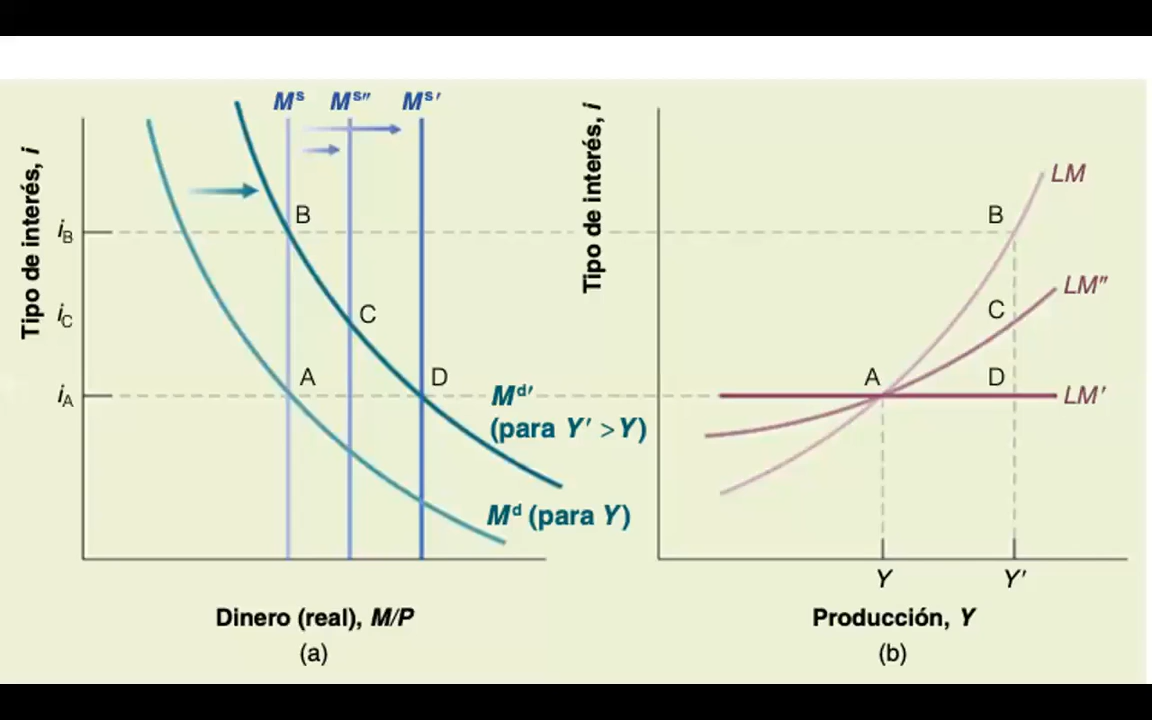 Tipo de interés, i
Mˢ
Mˢ″
Mˢ′
i_B
i_C
i_A
B
C
A
D
Mᵈ′
(para Y′ > Y)
Mᵈ (para Y)
Dinero (real), M/P
(a)
Tipo de interés, i
LM
B
LM″
C
A
D
LM′
Y
Y′
Producción, Y
(b)